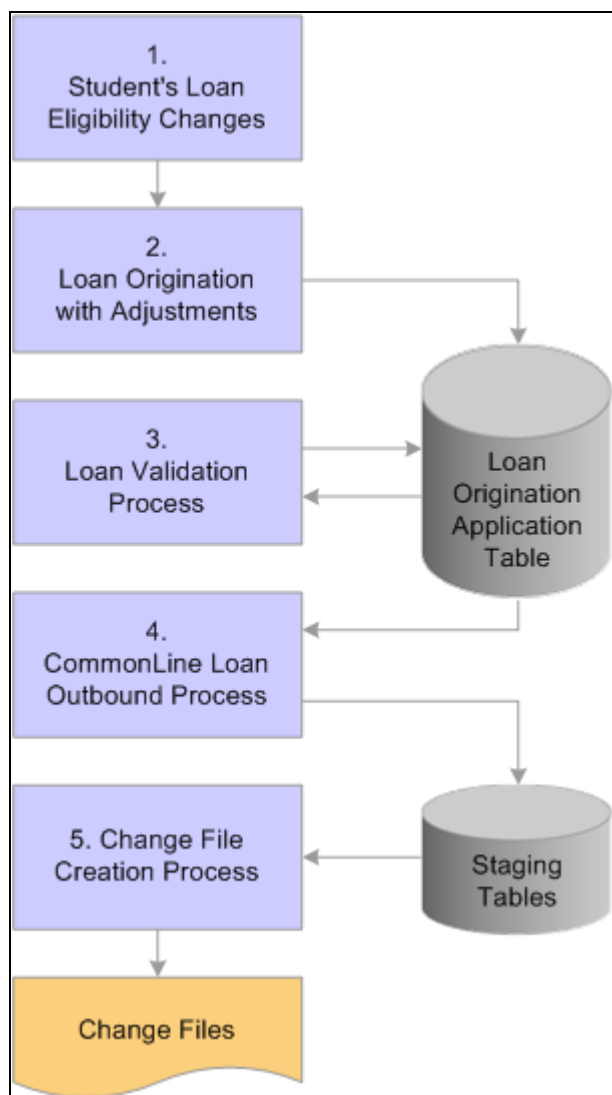 1.
Student's Loan
Eligibility Changes
2.
Loan Origination
with Adjustments
3.
Loan Validation
Process
Loan
Origination
Application
Table
4.
CommonLine Loan
Outbound Process
5. Change File
Creation Process
Staging
Tables
Change Files